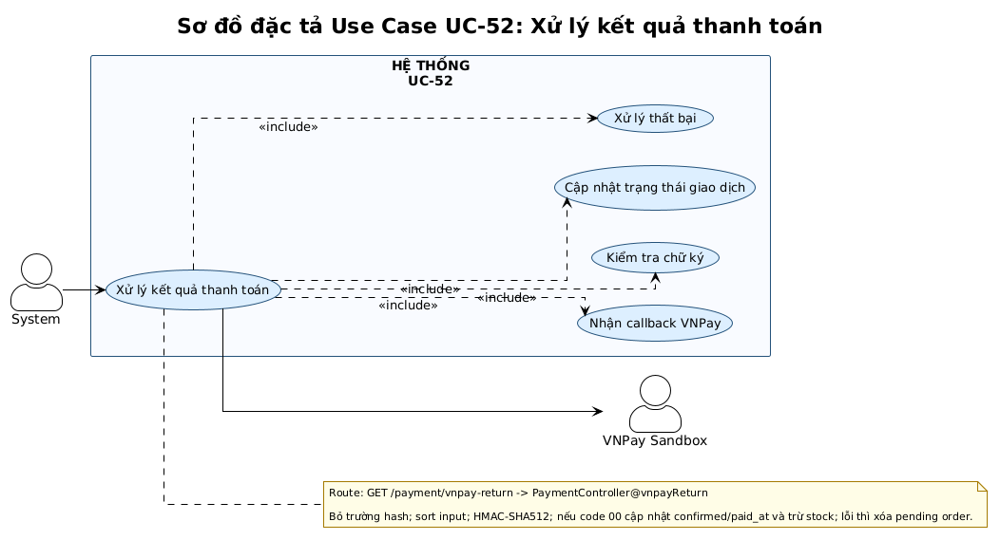 Sơ đồ đặc tả Use Case UC-52: Xử lý kết quả thanh toán
HỆ THỐNG
UC-52
Xử lý thất bại
«include»
Cập nhật trạng thái giao dịch
Kiểm tra chữ ký
Xử lý kết quả thanh toán
«include»
«include»
«include»
System
Nhận callback VNPay
VNPay Sandbox
Route: GET /payment/vnpay-return -> PaymentController@vnpayReturn
Bỏ trường hash; sort input; HMAC-SHA512; nếu code 00 cập nhật confirmed/paid_at và trừ stock; lỗi thì xóa pending order.